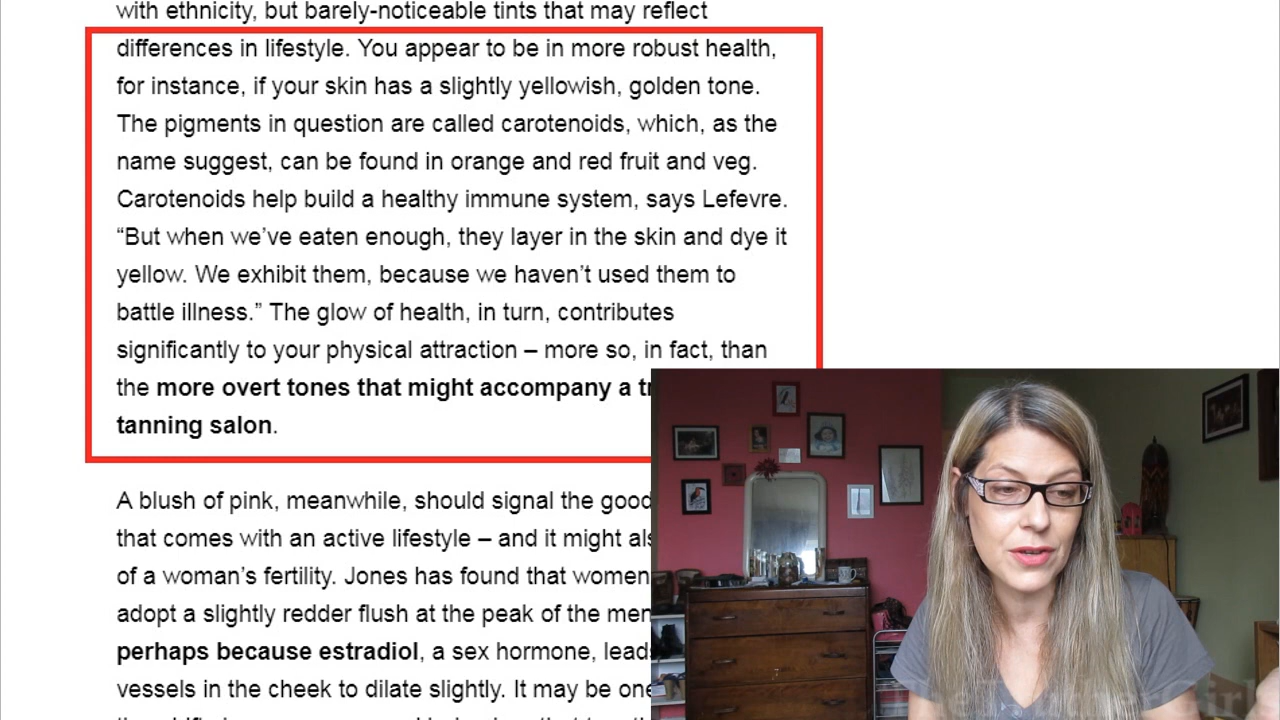 with ethnicity, but barely-noticeable tints that may reflect
differences in lifestyle. You appear to be in more robust health,
for instance, if your skin has a slightly yellowish, golden tone.
The pigments in question are called carotenoids, which, as the
name suggest, can be found in orange and red fruit and veg.
Carotenoids help build a healthy immune system, says Lefevre.
“But when we’ve eaten enough, they layer in the skin and dye it
yellow. We exhibit them, because we haven’t used them to
battle illness.” The glow of health, in turn, contributes
significantly to your physical attraction – more so, in fact, than
the more overt tones that might accompany a
tanning salon.
A blush of pink, meanwhile, should signal the good
that comes with an active lifestyle – and it might
of a woman’s fertility. Jones has found that women
adopt a slightly redder flush at the peak of the
perhaps because estradiol, a sex hormone,
vessels in the cheek to dilate slightly. It may be